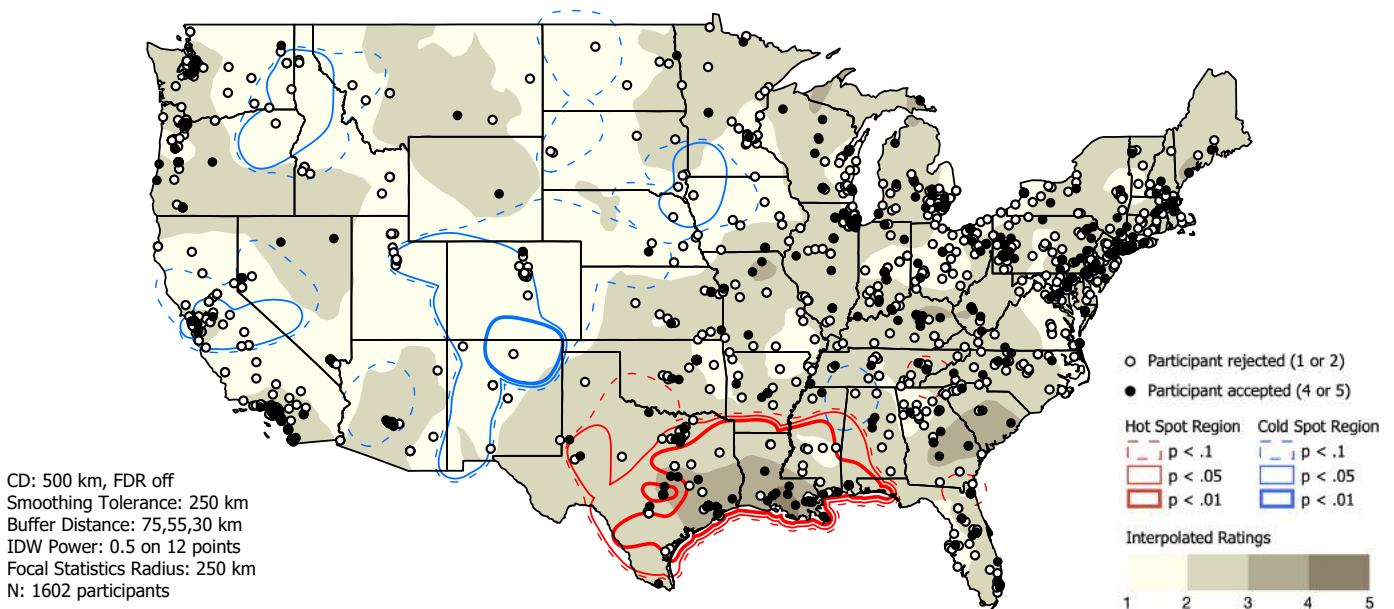 CD: 500 km, FDR off
Smoothing Tolerance: 250 km
Buffer Distance: 75,55,30 km
IDW Power: 0.5 on 12 points
Focal Statistics Radius: 250 km
N: 1602 participants
Participant rejected (1 or 2)
Participant accepted (4 or 5)
Hot Spot Region Cold Spot Region
p < .1 p < .1
p < .05 p < .05
p < .01 p < .01
Interpolated Ratings
1 2 3 4 5